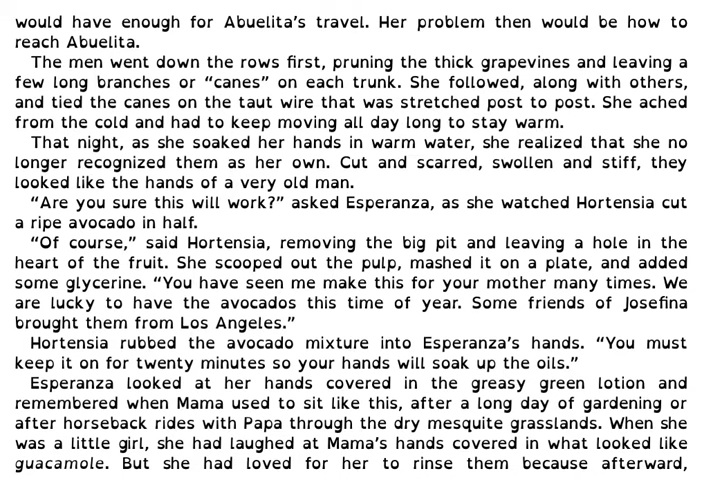 would have enough for Abuelita’s travel. Her problem then would be how to
reach Abuelita.
The men went down the rows first, pruning the thick grapevines and leaving a
few long branches or “canes” on each trunk. She followed, along with others,
and tied the canes on the taut wire that was stretched post to post. She ached
from the cold and had to keep moving all day long to stay warm.
That night, as she soaked her hands in warm water, she realized that she no
longer recognized them as her own. Cut and scarred, swollen and stiff, they
looked like the hands of a very old man.
“Are you sure this will work?” asked Esperanza, as she watched Hortensia cut
a ripe avocado in half.
“Of course,” said Hortensia, removing the big pit and leaving a hole in the
heart of the fruit. She scooped out the pulp, mashed it on a plate, and added
some glycerine. “You have seen me make this for your mother many times. We
are lucky to have the avocados this time of year. Some friends of Josefina
brought them from Los Angeles.”
Hortensia rubbed the avocado mixture into Esperanza’s hands. “You must
keep it on for twenty minutes so your hands will soak up the oils.”
Esperanza looked at her hands covered in the greasy green lotion and
remembered when Mama used to sit like this, after a long day of gardening or
after horseback rides with Papa through the dry mesquite grasslands. When she
was a little girl, she had laughed at Mama’s hands covered in what looked like
guacamole. But she had loved for her to rinse them because afterward,